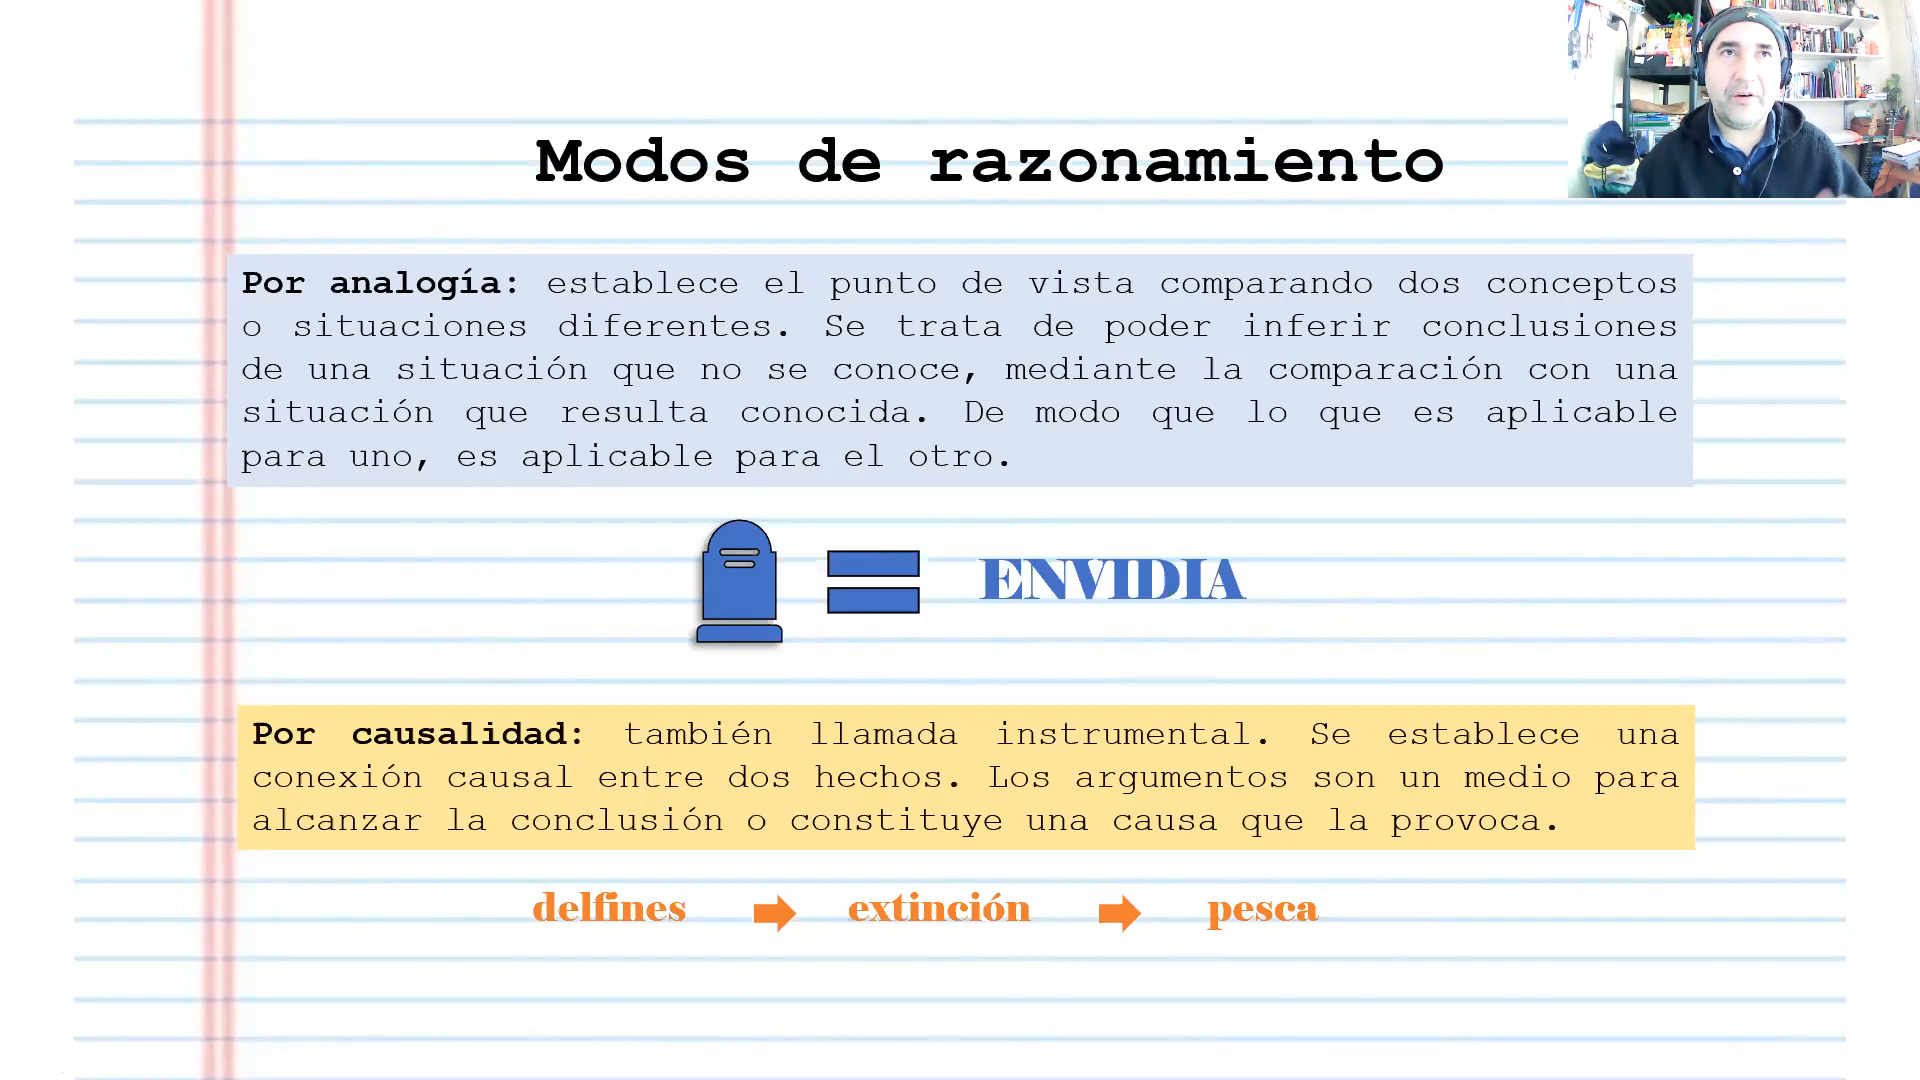 Modos de razonamiento
Por analogía: establece el punto de vista comparando dos conceptos
o situaciones diferentes. Se trata de poder inferir conclusiones
de una situación que no se conoce, mediante la comparación con una
situación que resulta conocida. De modo que lo que es aplicable
para uno, es aplicable para el otro.
ENVIDIA
Por causalidad: también llamada instrumental. Se establece una
conexión causal entre dos hechos. Los argumentos son un medio para
alcanzar la conclusión o constituye una causa que la provoca.
delfines extinción pesca